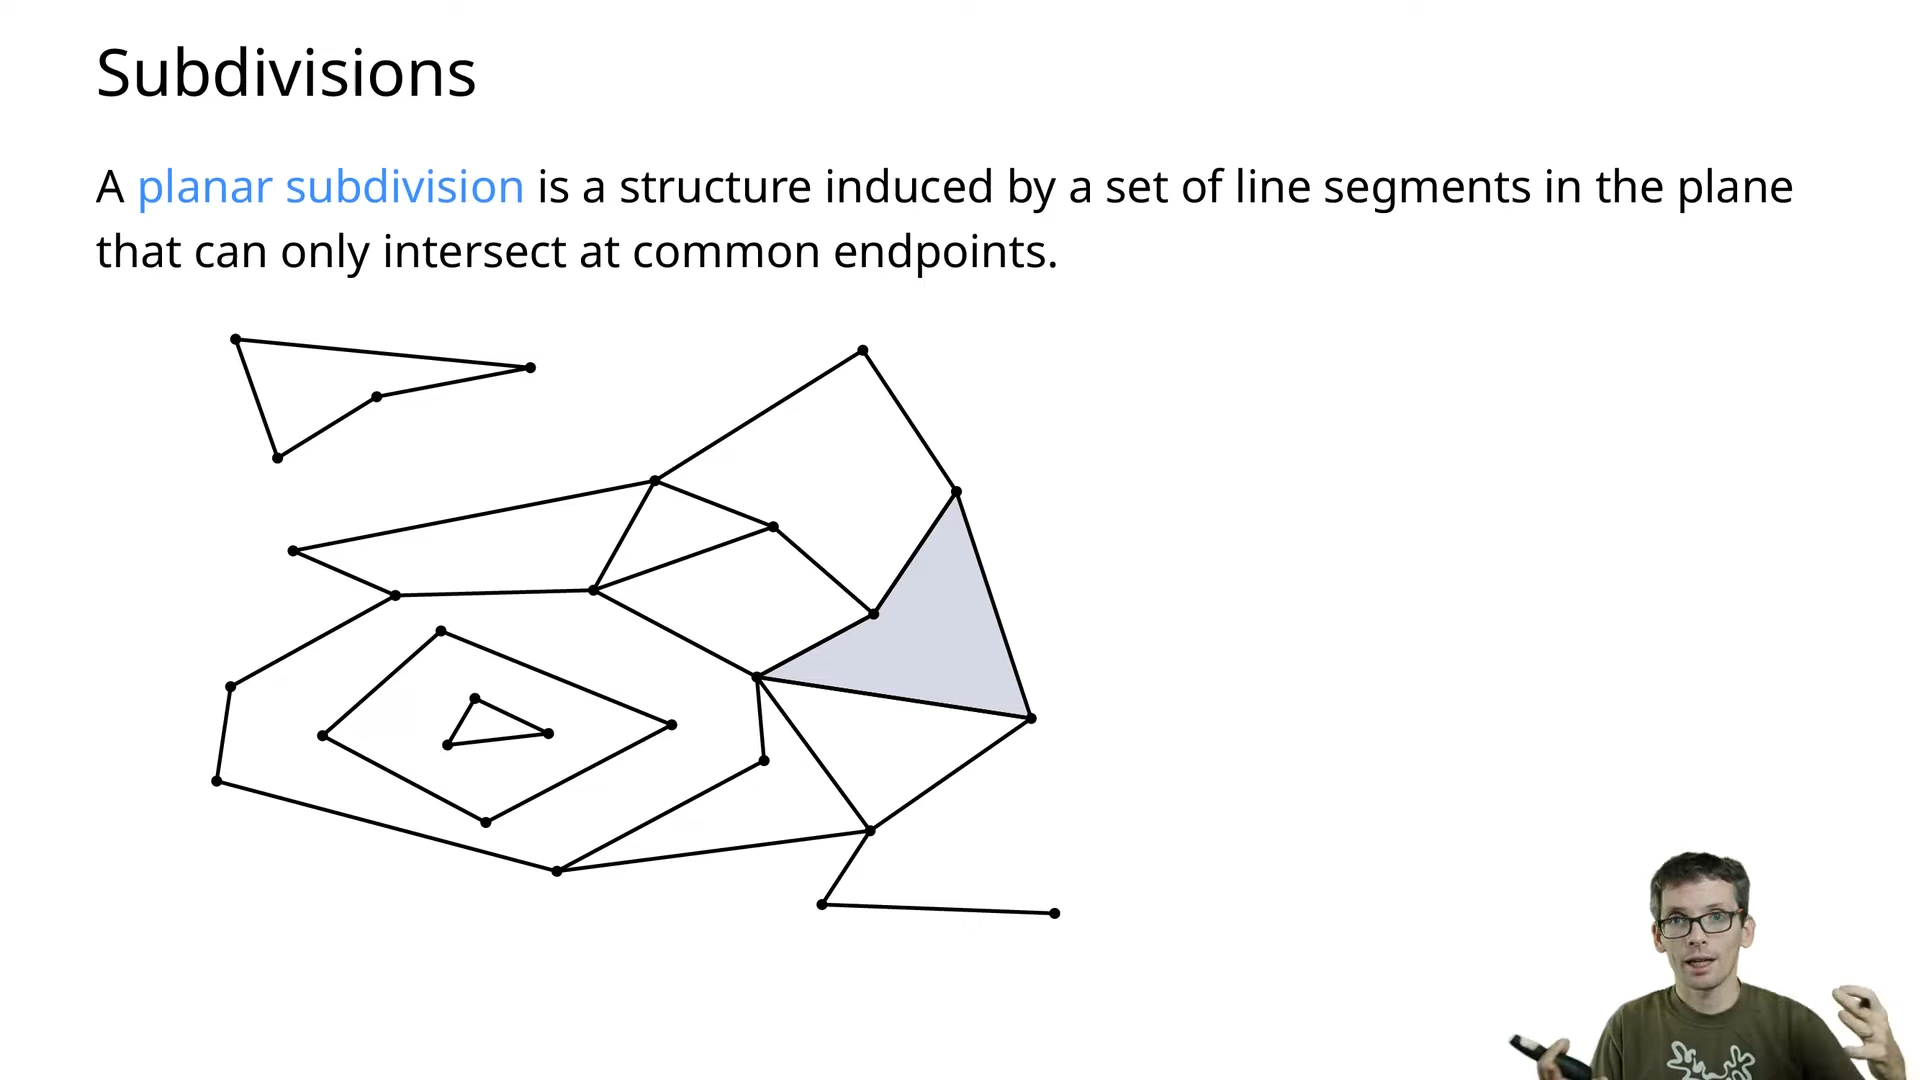 Subdivisions
A planar subdivision is a structure induced by a set of line segments in the plane
that can only intersect at common endpoints.